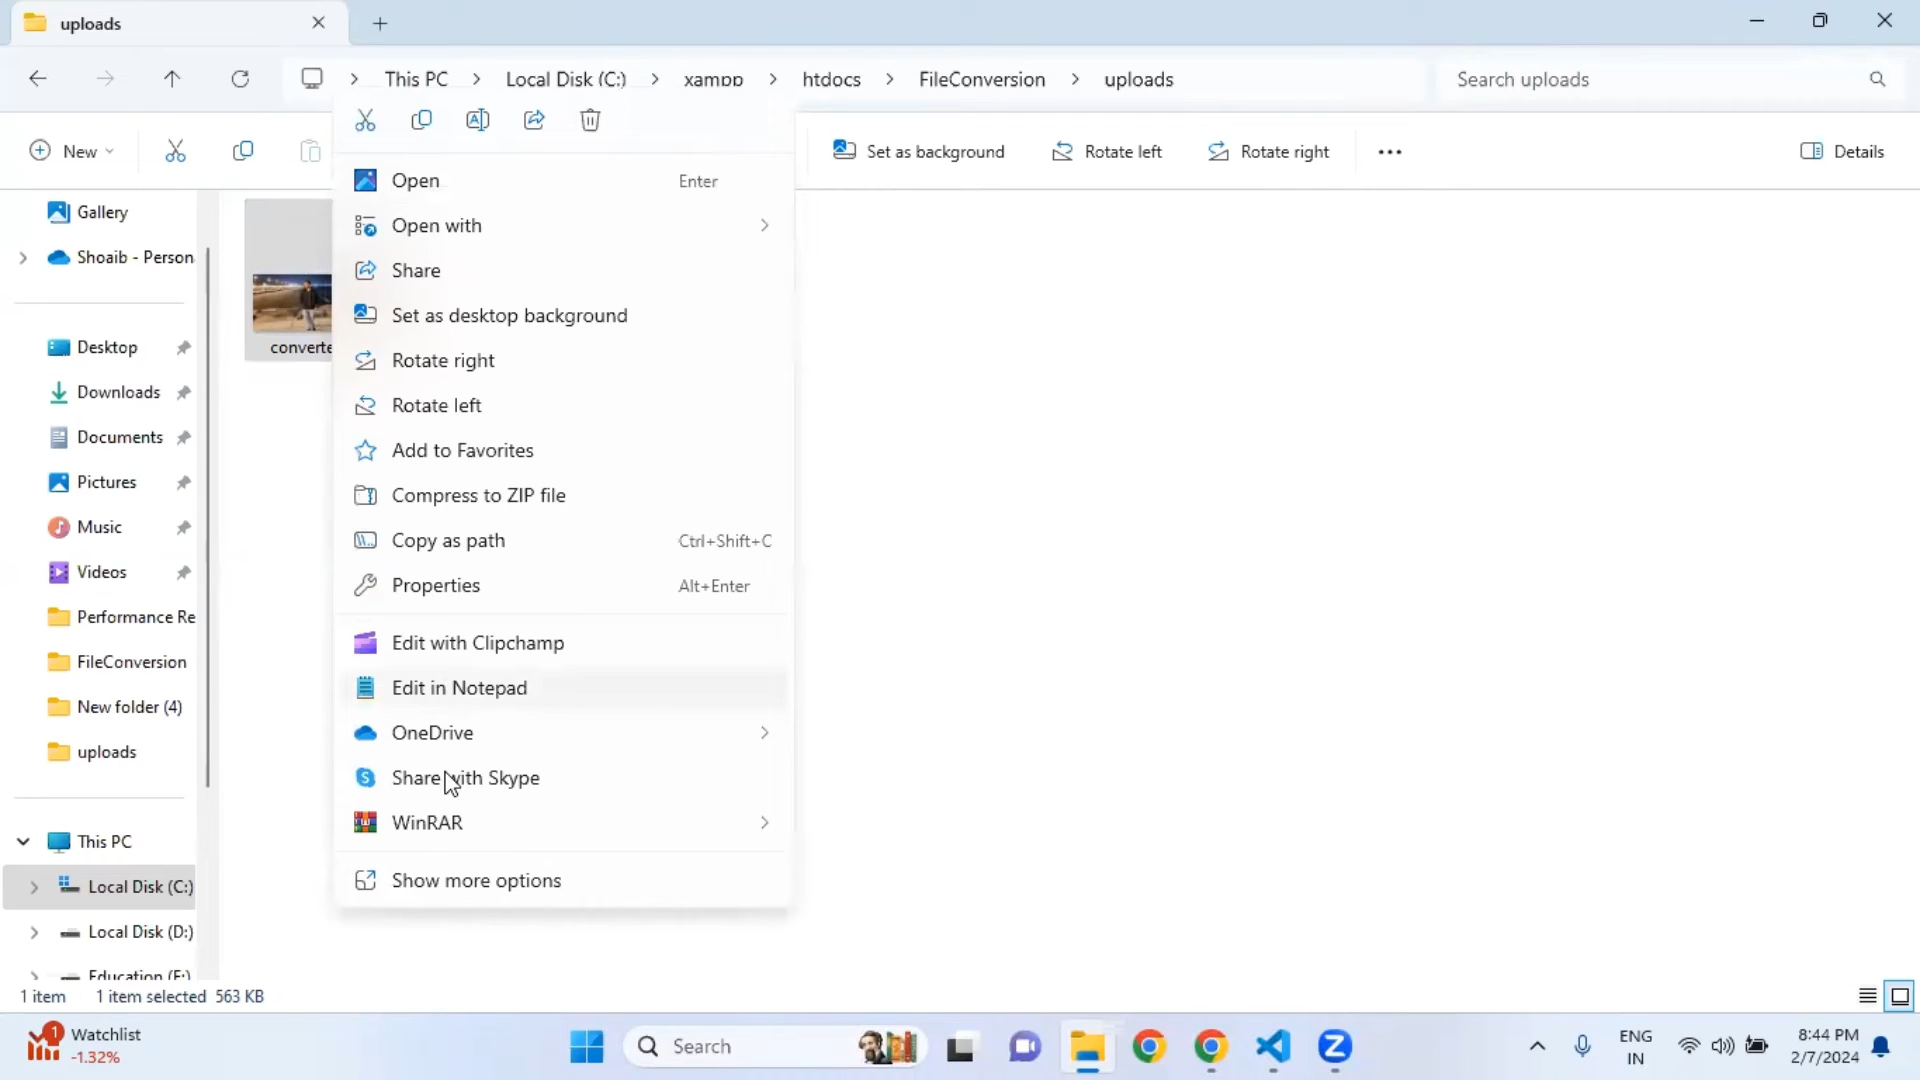 uploads
This PC
Local Disk (C:)
xampp
htdocs
FileConversion
uploads
Search uploads
New
Set as background
Rotate left
Rotate right
Details
Gallery
Shoaib - Person
Desktop
Downloads
Documents
Pictures
Music
Videos
Performance Re
FileConversion
New folder (4)
uploads
This PC
Local Disk (C:)
Local Disk (D:)
Education (E:)
converte
Open Enter
Open with
Share
Set as desktop background
Rotate right
Rotate left
Add to Favorites
Compress to ZIP file
Copy as path Ctrl+Shift+C
Properties Alt+Enter
Edit with Clipchamp
Edit in Notepad
OneDrive
Share with Skype
WinRAR
Show more options
1 item 1 item selected 563 KB
1
Watchlist
-1.32%
Search
ENG
IN
8:44 PM
2/7/2024